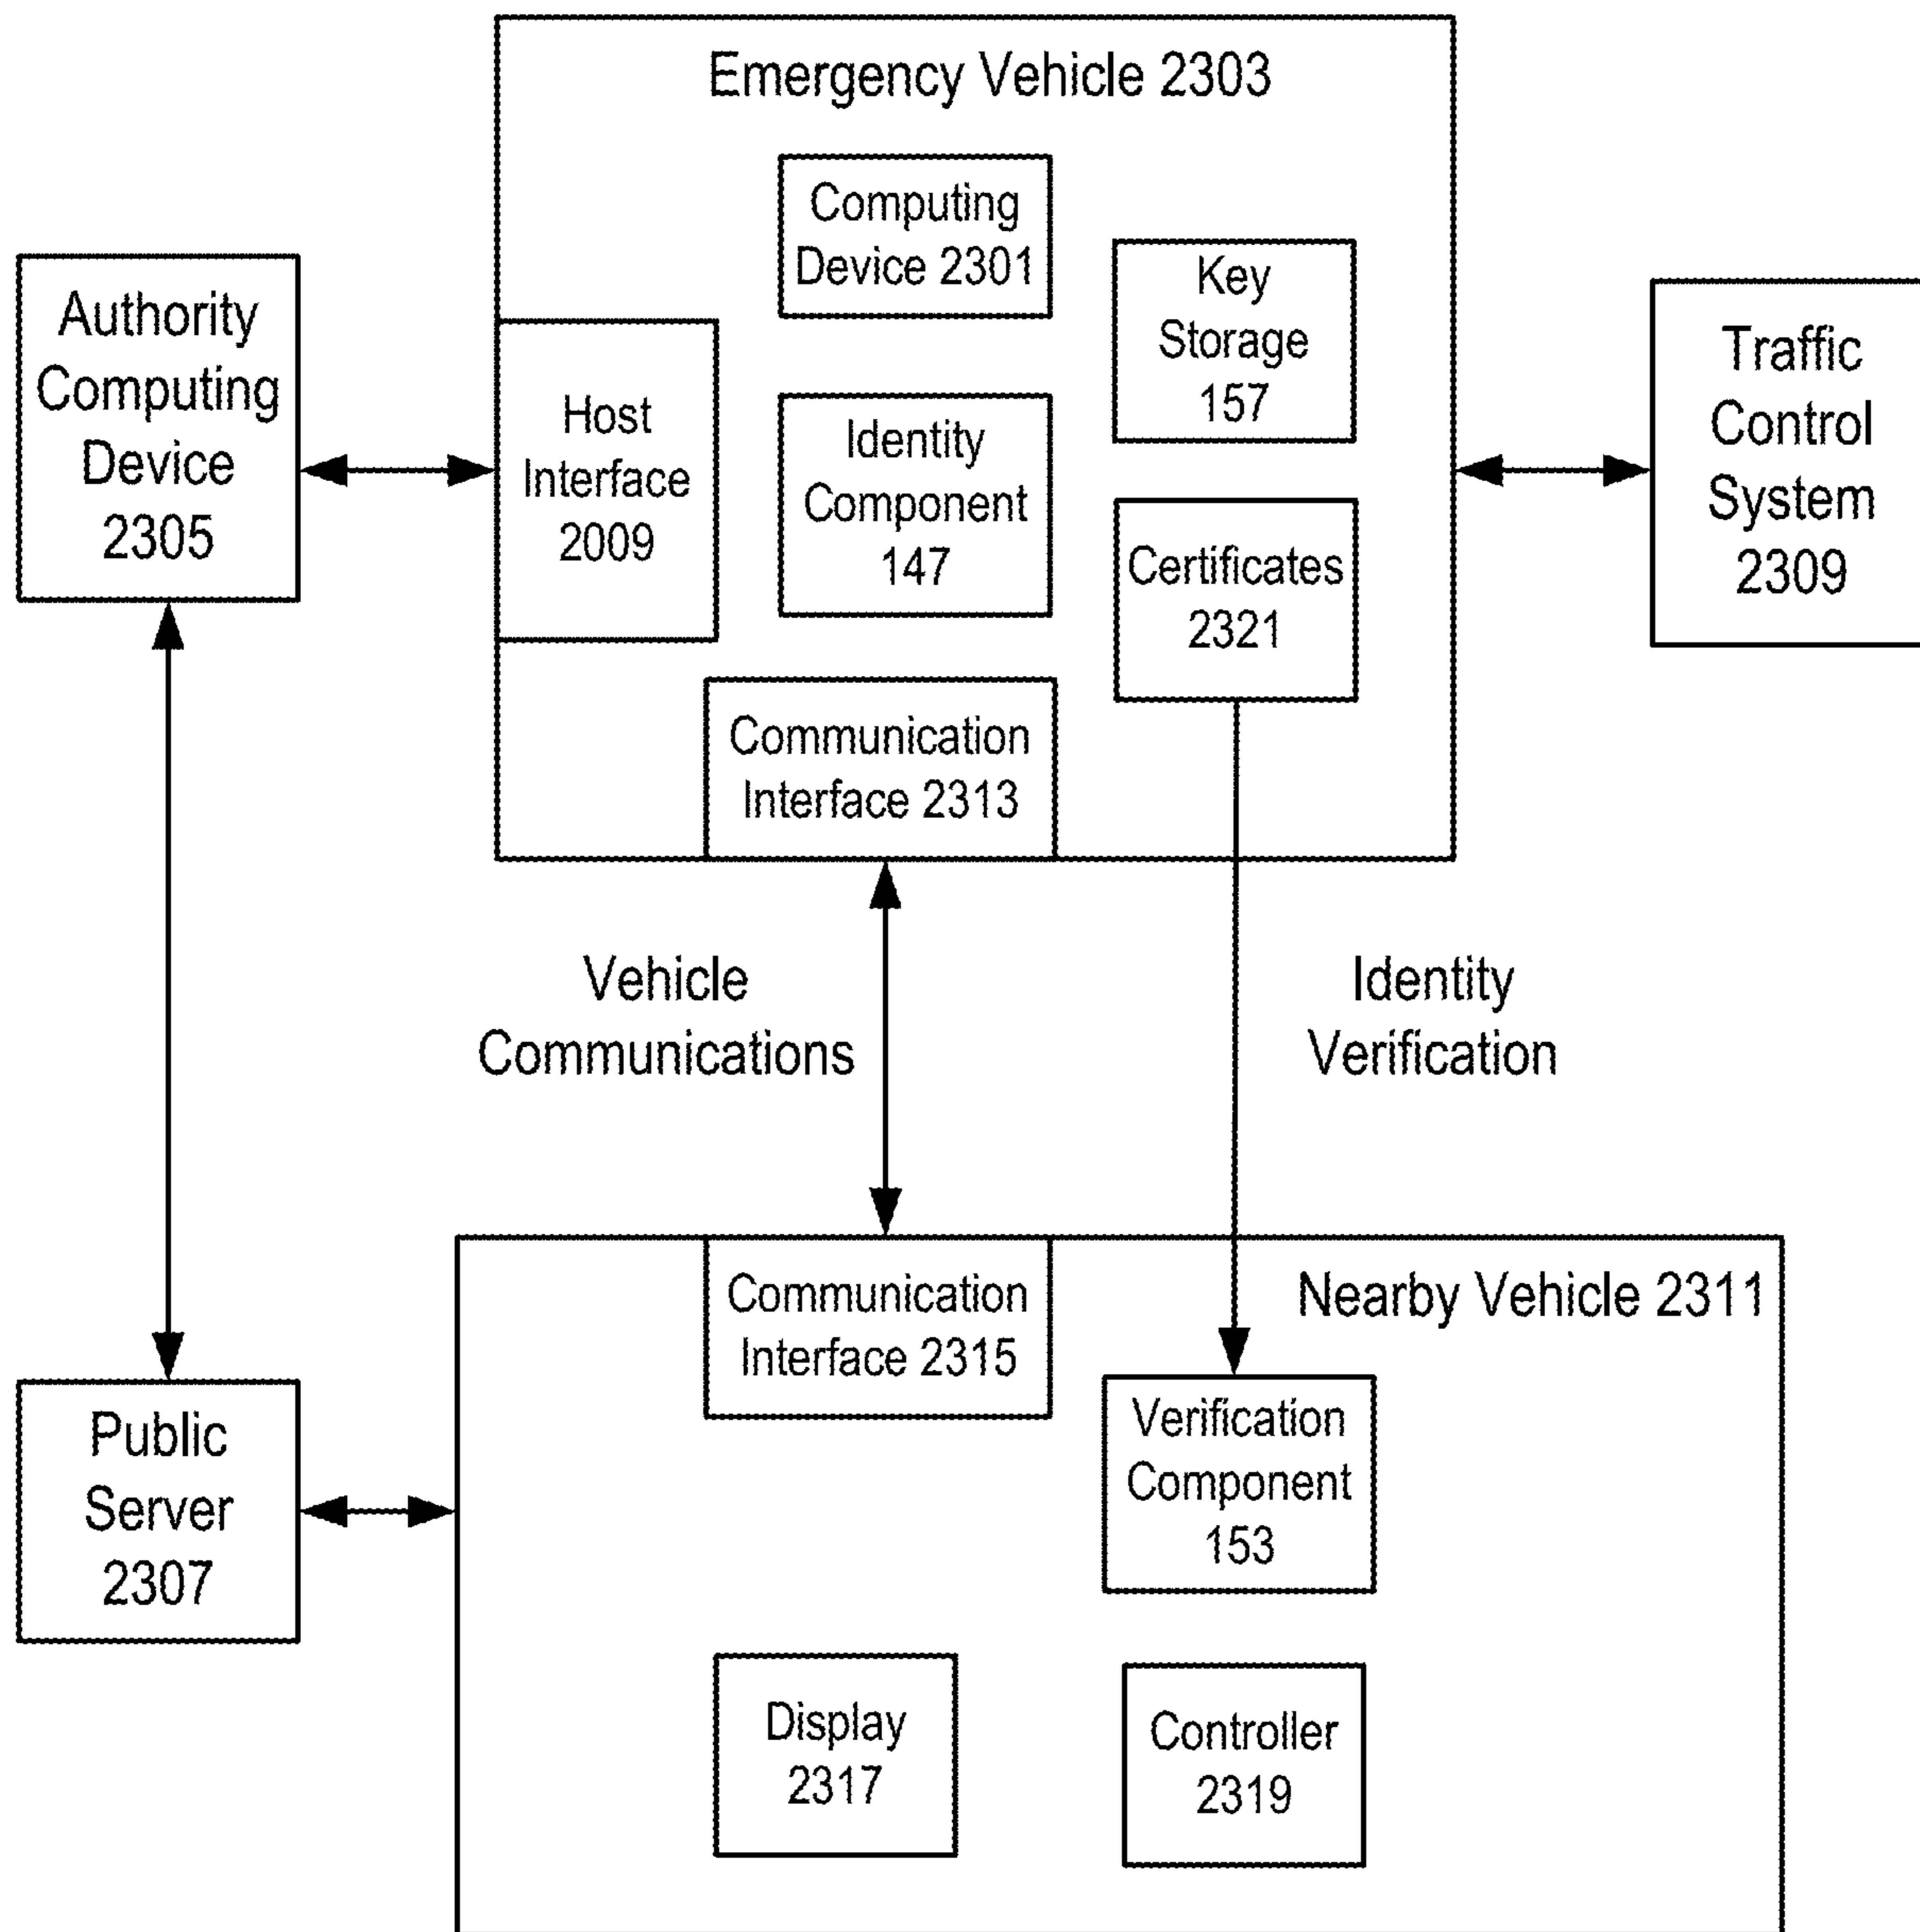 Emergency Vehicle 2303
Computing
Device 2301
Key
Storage
157
Authority
Computing
Device
2305
Host
Interface
2009
Identity
Component
147
Certificates
2321
Traffic
Control
System
2309
Communication
Interface 2313
Vehicle
Communications
Identity
Verification
Communication
Interface 2315
Nearby Vehicle 2311
Public
Server
2307
Verification
Component
153
Display
2317
Controller
2319